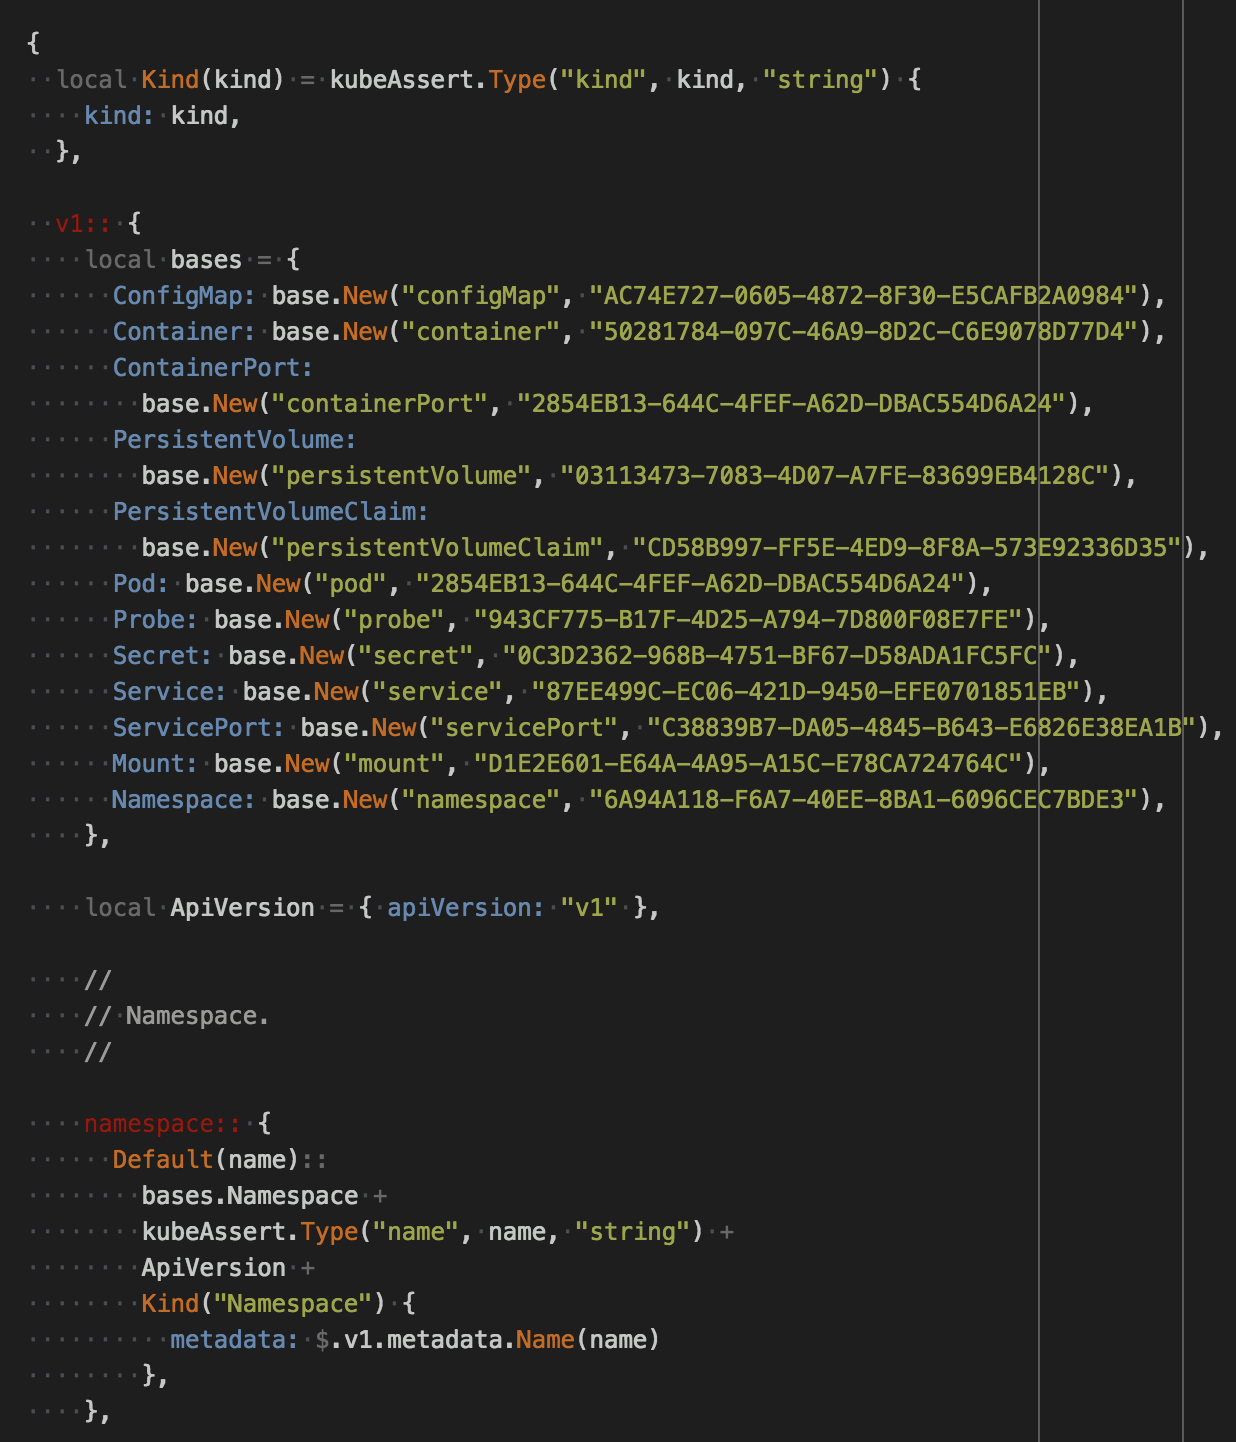 {
  local Kind(kind) = kubeAssert.Type("kind", kind, "string") {
    kind: kind,
  },

  v1:: {
    local bases = {
      ConfigMap: base.New("configMap", "AC74E727-0605-4872-8F30-E5CAFB2A0984"),
      Container: base.New("container", "50281784-097C-46A9-8D2C-C6E9078D77D4"),
      ContainerPort:
        base.New("containerPort", "2854EB13-644C-4FEF-A62D-DBAC554D6A24"),
      PersistentVolume:
        base.New("persistentVolume", "03113473-7083-4D07-A7FE-83699EB4128C"),
      PersistentVolumeClaim:
        base.New("persistentVolumeClaim", "CD58B997-FF5E-4ED9-8F8A-573E92336D35"),
      Pod: base.New("pod", "2854EB13-644C-4FEF-A62D-DBAC554D6A24"),
      Probe: base.New("probe", "943CF775-B17F-4D25-A794-7D800F08E7FE"),
      Secret: base.New("secret", "0C3D2362-968B-4751-BF67-D58ADA1FC5FC"),
      Service: base.New("service", "87EE499C-EC06-421D-9450-EFE0701851EB"),
      ServicePort: base.New("servicePort", "C38839B7-DA05-4845-B643-E6826E38EA1B"),
      Mount: base.New("mount", "D1E2E601-E64A-4A95-A15C-E78CA724764C"),
      Namespace: base.New("namespace", "6A94A118-F6A7-40EE-8BA1-6096CEC7BDE3"),
    },

    local ApiVersion = { apiVersion: "v1" },

    //
    // Namespace.
    //

    namespace:: {
      Default(name)::
        bases.Namespace +
        kubeAssert.Type("name", name, "string") +
        ApiVersion +
        Kind("Namespace") {
          metadata: $.v1.metadata.Name(name)
        },
    },